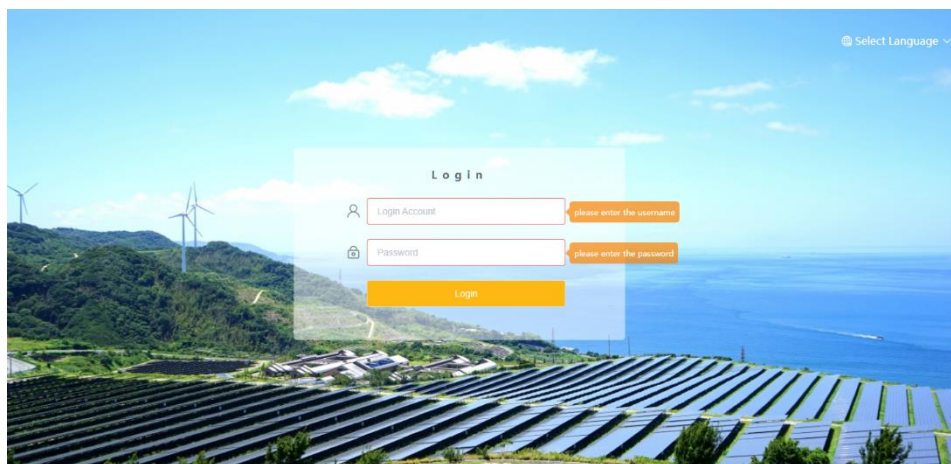 Select Language
Login
Login Account
please enter the username
Password
please enter the password
Login